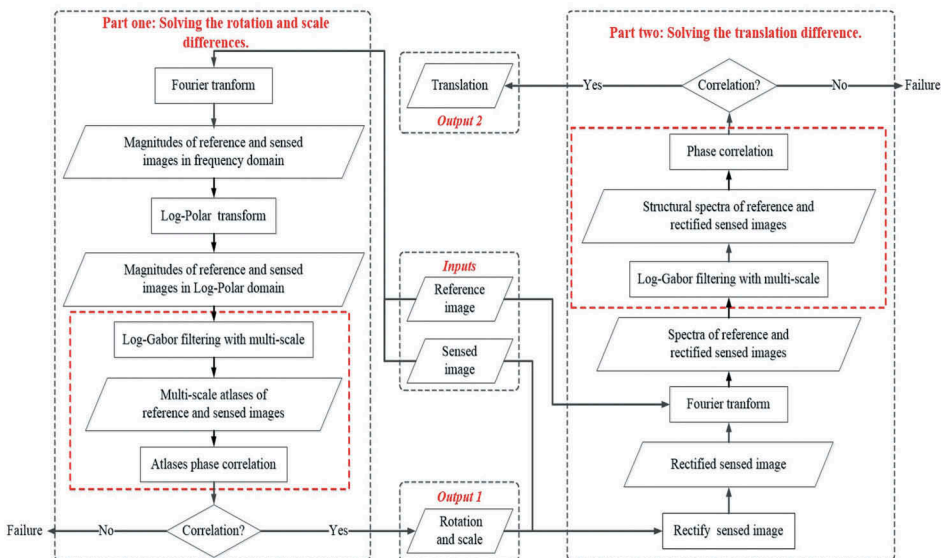 Part one: Solving the rotation and scale
differences.
Fourier tranform
Magnitudes of reference and sensed
images in frequency domain
Log-Polar transform
Magnitudes of reference and sensed
images in Log-Polar domain
Log-Gabor filtering with multi-scale
Multi-scale atlases of
reference and sensed images
Atlases phase correlation
Correlation?
No
Failure
Yes
Translation
Output 2
Inputs
Reference
image
Sensed
image
Output 1
Rotation
and scale
Part two: Solving the translation difference.
Yes
Correlation?
No
Failure
Phase correlation
Structural spectra of reference and
rectified sensed images
Log-Gabor filtering with multi-scale
Spectra of reference and
rectified sensed images
Fourier tranform
Rectified sensed image
Rectify sensed image